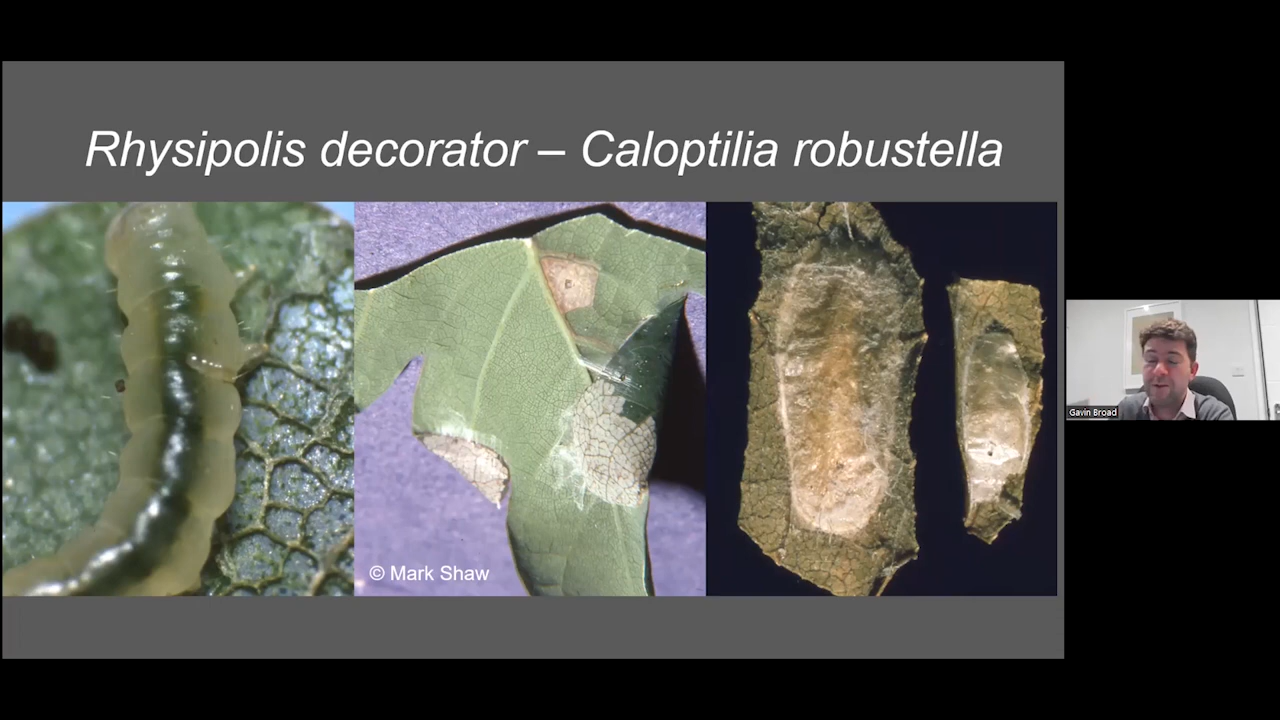 Rhysipolis decorator – Caloptilia robustella
© Mark Shaw
Gavin Broad